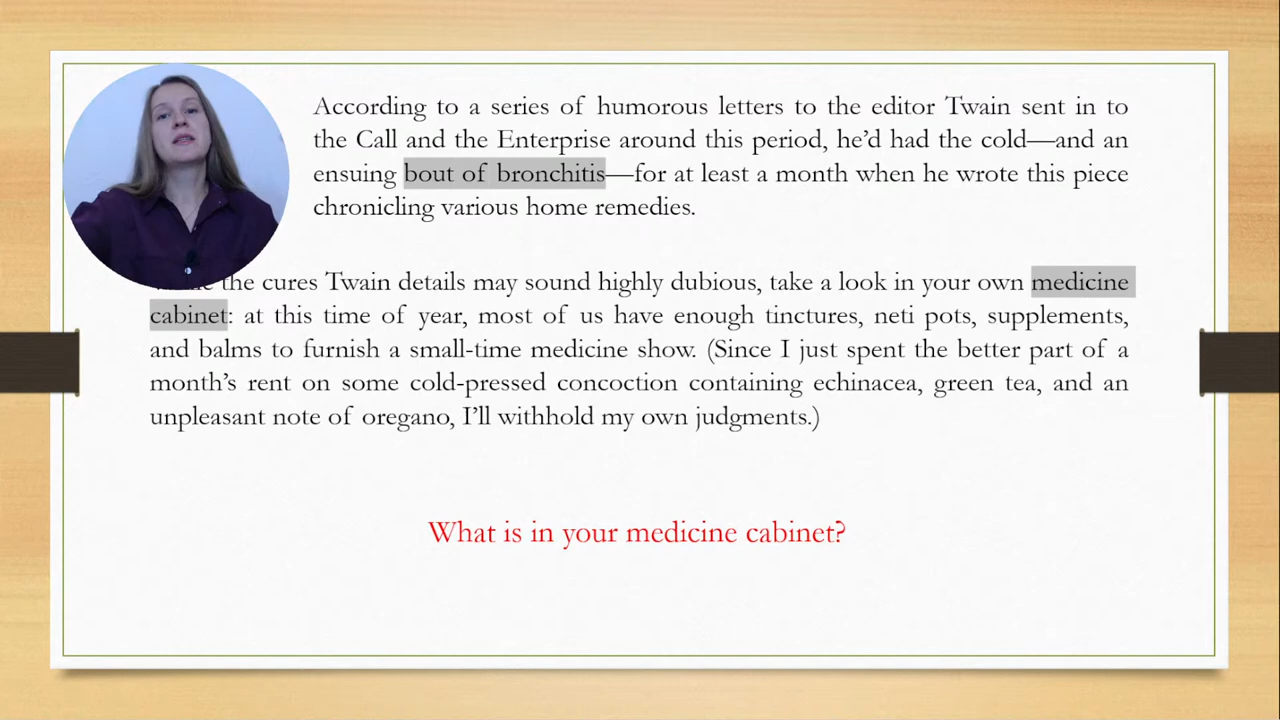 According to a series of humorous letters to the editor Twain sent in to
the Call and the Enterprise around this period, he’d had the cold—and an
ensuing bout of bronchitis—for at least a month when he wrote this piece
chronicling various home remedies.
the cures Twain details may sound highly dubious, take a look in your own medicine
cabinet: at this time of year, most of us have enough tinctures, neti pots, supplements,
and balms to furnish a small-time medicine show. (Since I just spent the better part of a
month’s rent on some cold-pressed concoction containing echinacea, green tea, and an
unpleasant note of oregano, I’ll withhold my own judgments.)
What is in your medicine cabinet?